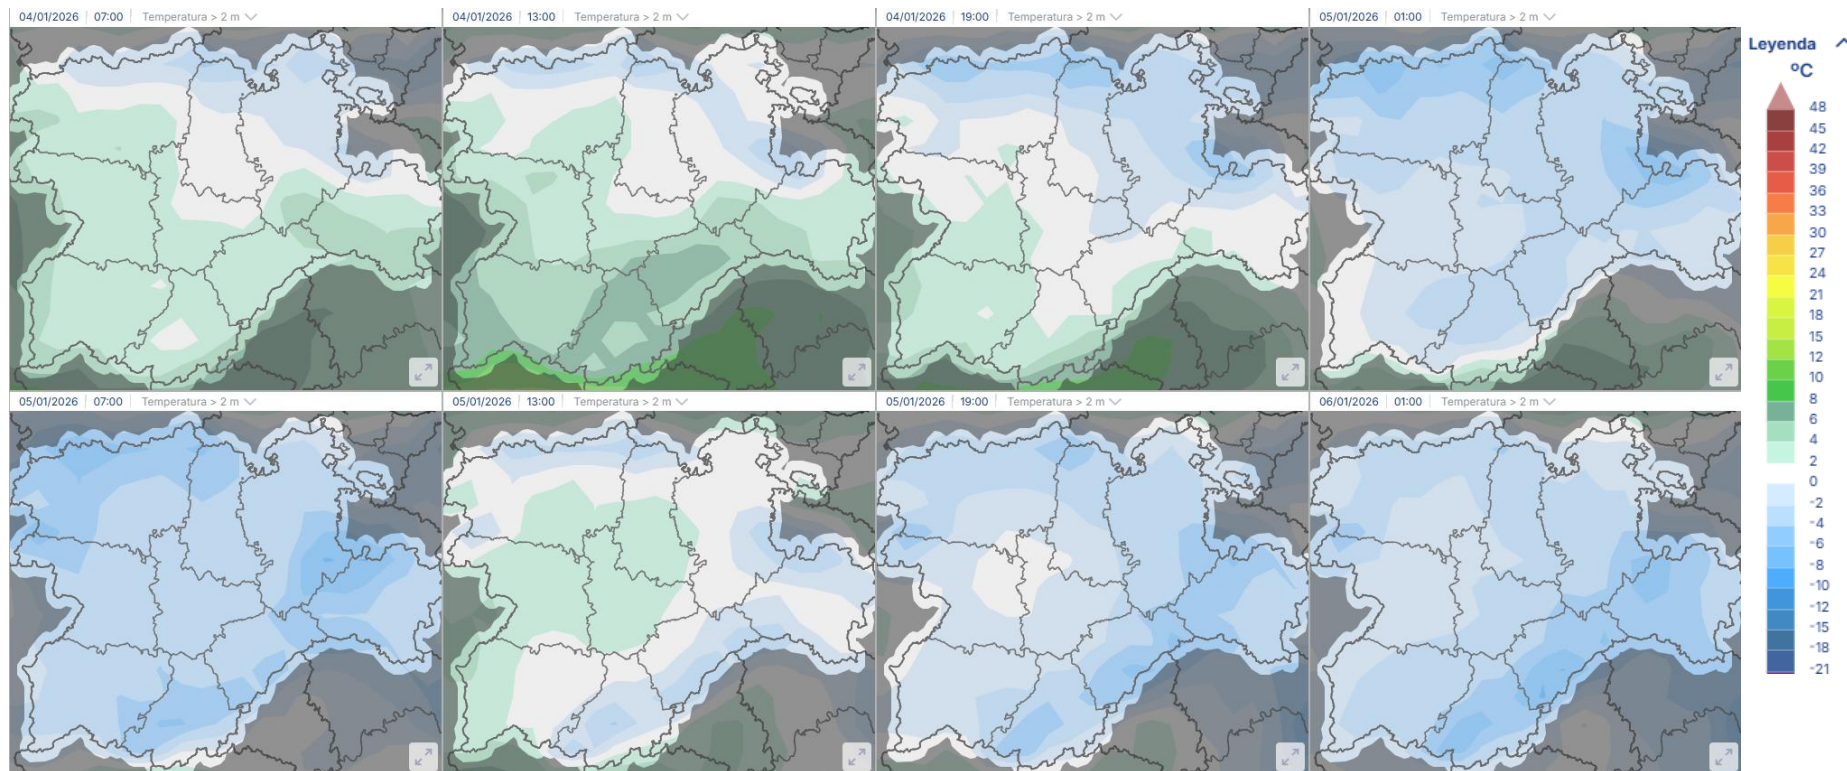 04/01/2026 07:00 Temperatura > 2 m
04/01/2026 13:00 Temperatura > 2 m
04/01/2026 19:00 Temperatura > 2 m
05/01/2026 01:00 Temperatura > 2 m
Leyenda
ºC
48
45
42
39
36
33
30
27
24
21
18
15
12
10
8
6
4
2
0
-2
-4
-6
-8
-10
-12
-15
-18
-21
05/01/2026 07:00 Temperatura > 2 m
05/01/2026 13:00 Temperatura > 2 m
05/01/2026 19:00 Temperatura > 2 m
06/01/2026 01:00 Temperatura > 2 m